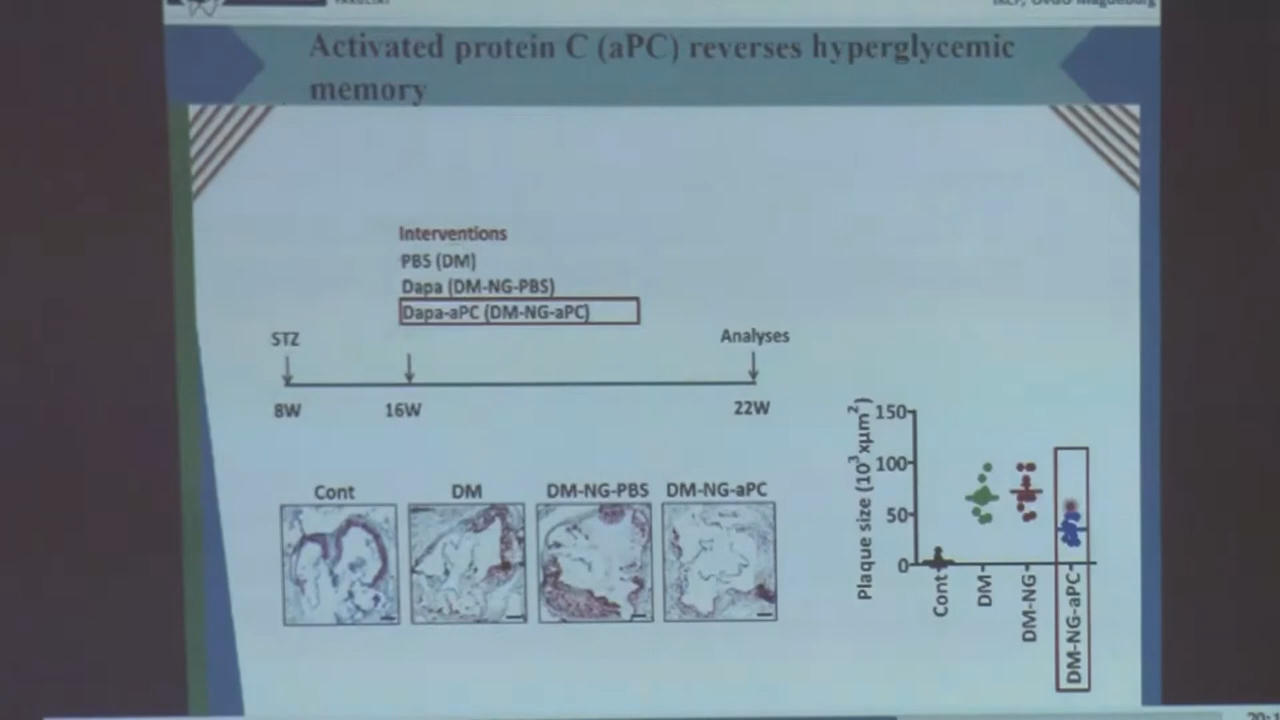 Activated protein C (aPC) reverses hyperglycemic
memory
Interventions
PBS (DM)
Dapa (DM-NG-PBS)
Dapa-aPC (DM-NG-aPC)
STZ
Analyses
8W
16W
22W
Cont
DM
DM-NG-PBS
DM-NG-aPC
Plaque size (10³xµm²)
150
100
50
0
Cont
DM
DM-NG
DM-NG-aPC